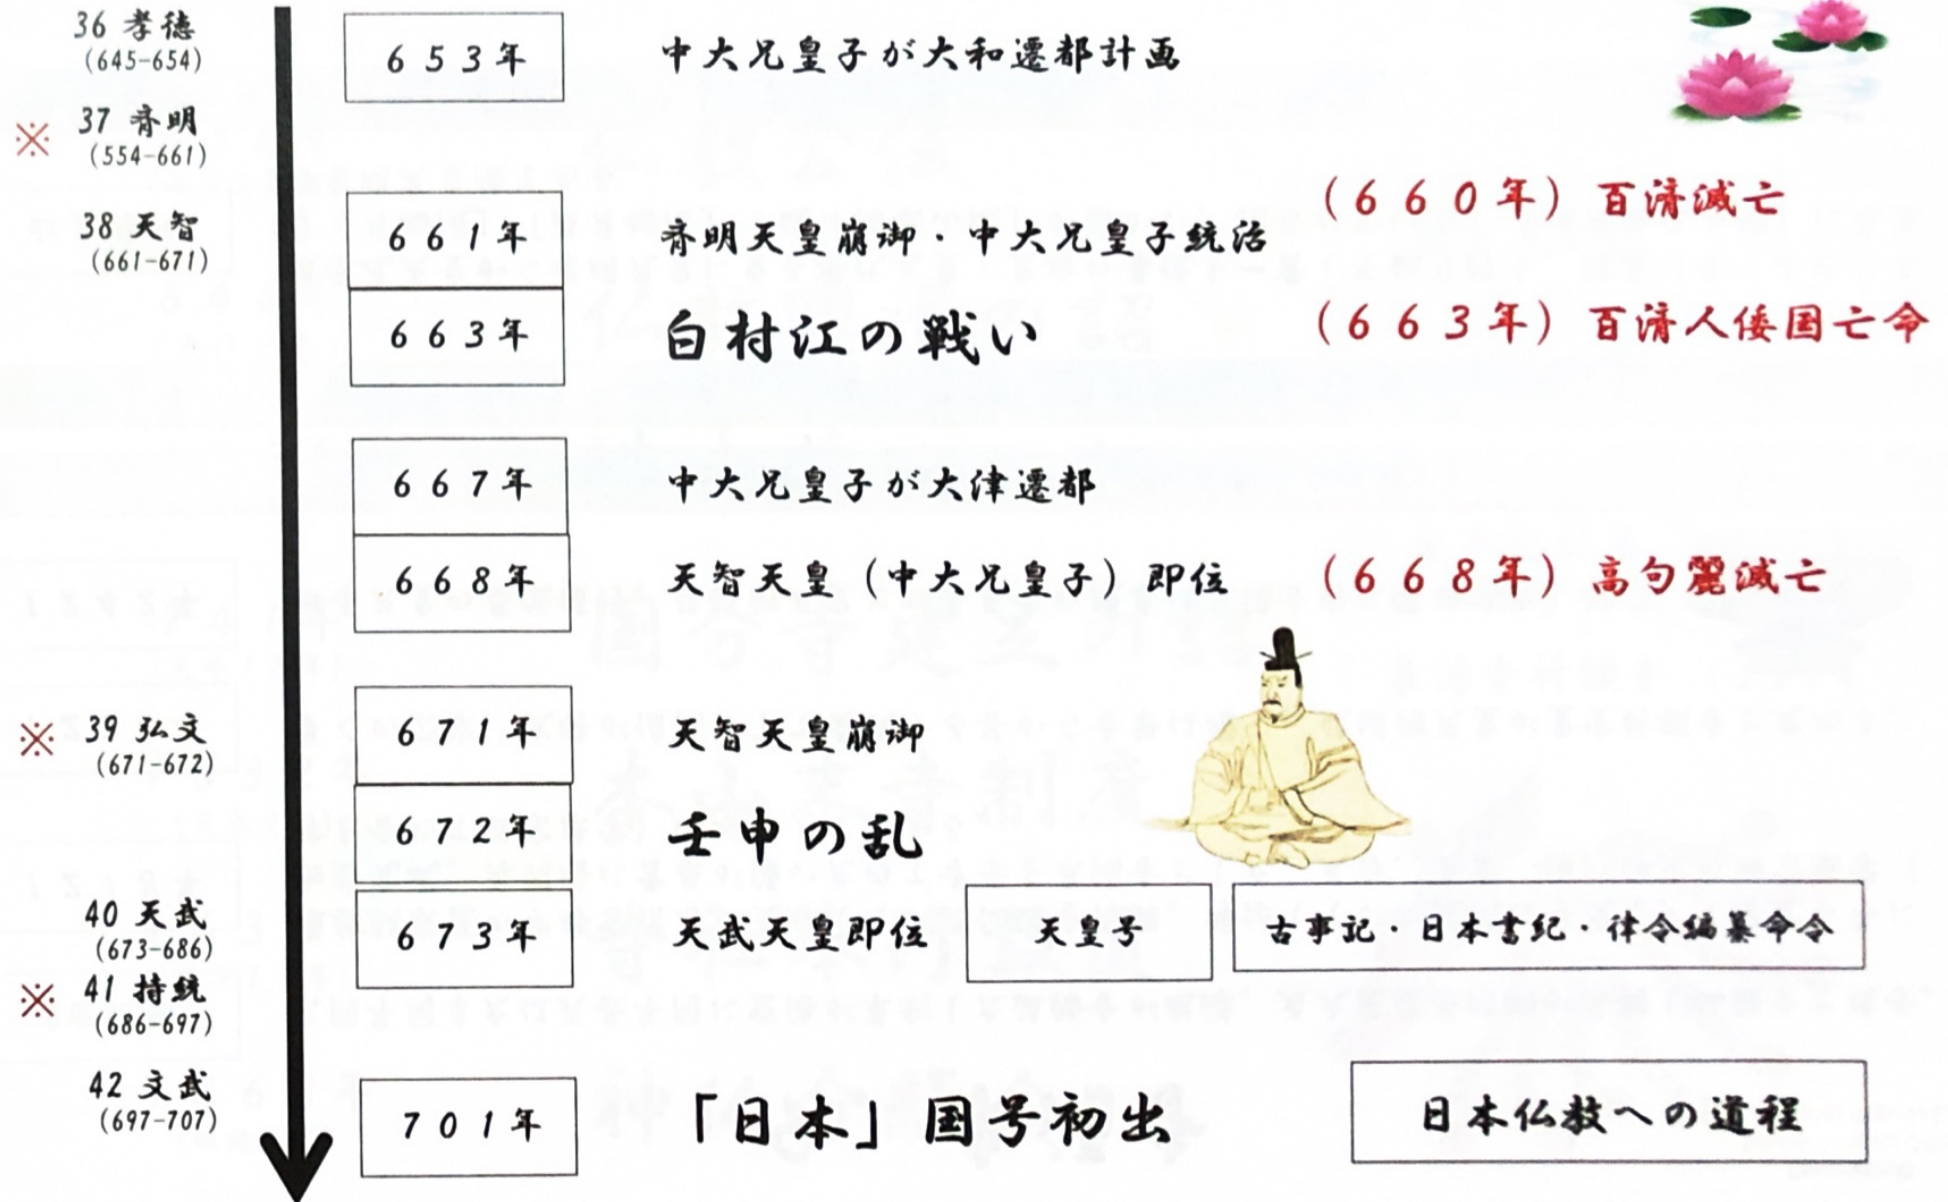 36 孝徳
(645-654)
653年
中大兄皇子が大和遷都計画
※
37 斉明
(554-661)
(660年) 百済滅亡
38 天智
(661-671)
661年
斉明天皇崩御・中大兄皇子統治
663年
白村江の戦い
(663年) 百済人倭国亡命
667年
中大兄皇子が大津遷都
668年
天智天皇(中大兄皇子)即位
(668年) 高句麗滅亡
※
39 弘文
(671-672)
671年
天智天皇崩御
672年
壬申の乱
40 天武
(673-686)
673年
天武天皇即位
天皇号
古事記・日本書紀・律令編纂命令
※
41 持統
(686-697)
42 文武
(697-707)
701年
「日本」国号初出
日本仏教への道程